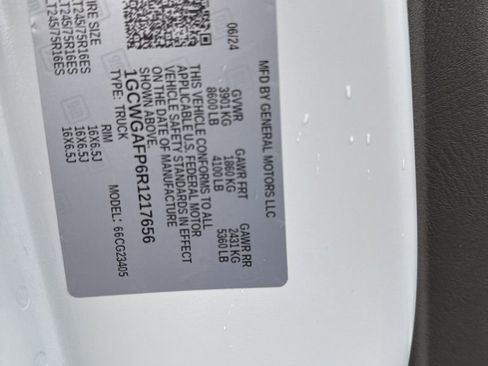 MFD BY GENERAL MOTORS LLC
06/24
GVWR
3901 KG
8600 LB
GAWR FRT
1860 KG
4100 LB
GAWR RR
2431 KG
5360 LB
THIS VEHICLE CONFORMS TO ALL
APPLICABLE U.S. FEDERAL MOTOR
VEHICLE SAFETY STANDARDS IN EFFECT
ON THE DATE OF MANUFACTURE
SHOWN ABOVE.
1GCWGAFP6R1217656
TYPE: TRUCK
MODEL: 66CG23405
TIRE SIZE
RIM
LT245/75R16ES
16X6.5J
LT245/75R16ES
16X6.5J
LT245/75R16ES
16X6.5J